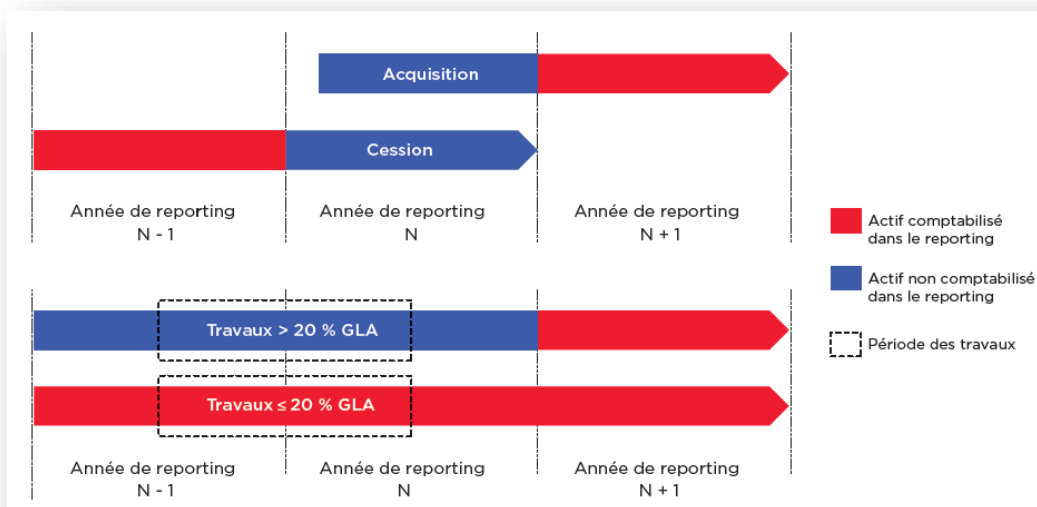 Acquisition
Cession
Année de reporting
N - 1
Année de reporting
N
Année de reporting
N + 1
Actif comptabilisé
dans le reporting
Actif non comptabilisé
dans le reporting
Période des travaux
Travaux > 20 % GLA
Travaux ≤ 20 % GLA
Année de reporting
N - 1
Année de reporting
N
Année de reporting
N + 1